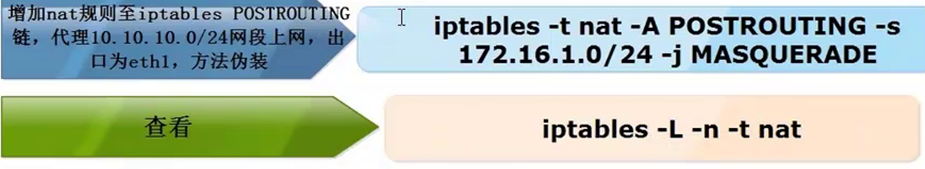 增加nat规则至iptables POSTROUTING
链，代理10.10.10.0/24网段上网，出
口为eth1，方法伪装
iptables -t nat -A POSTROUTING -s
172.16.1.0/24 -j MASQUERADE
查看
iptables -L -n -t nat